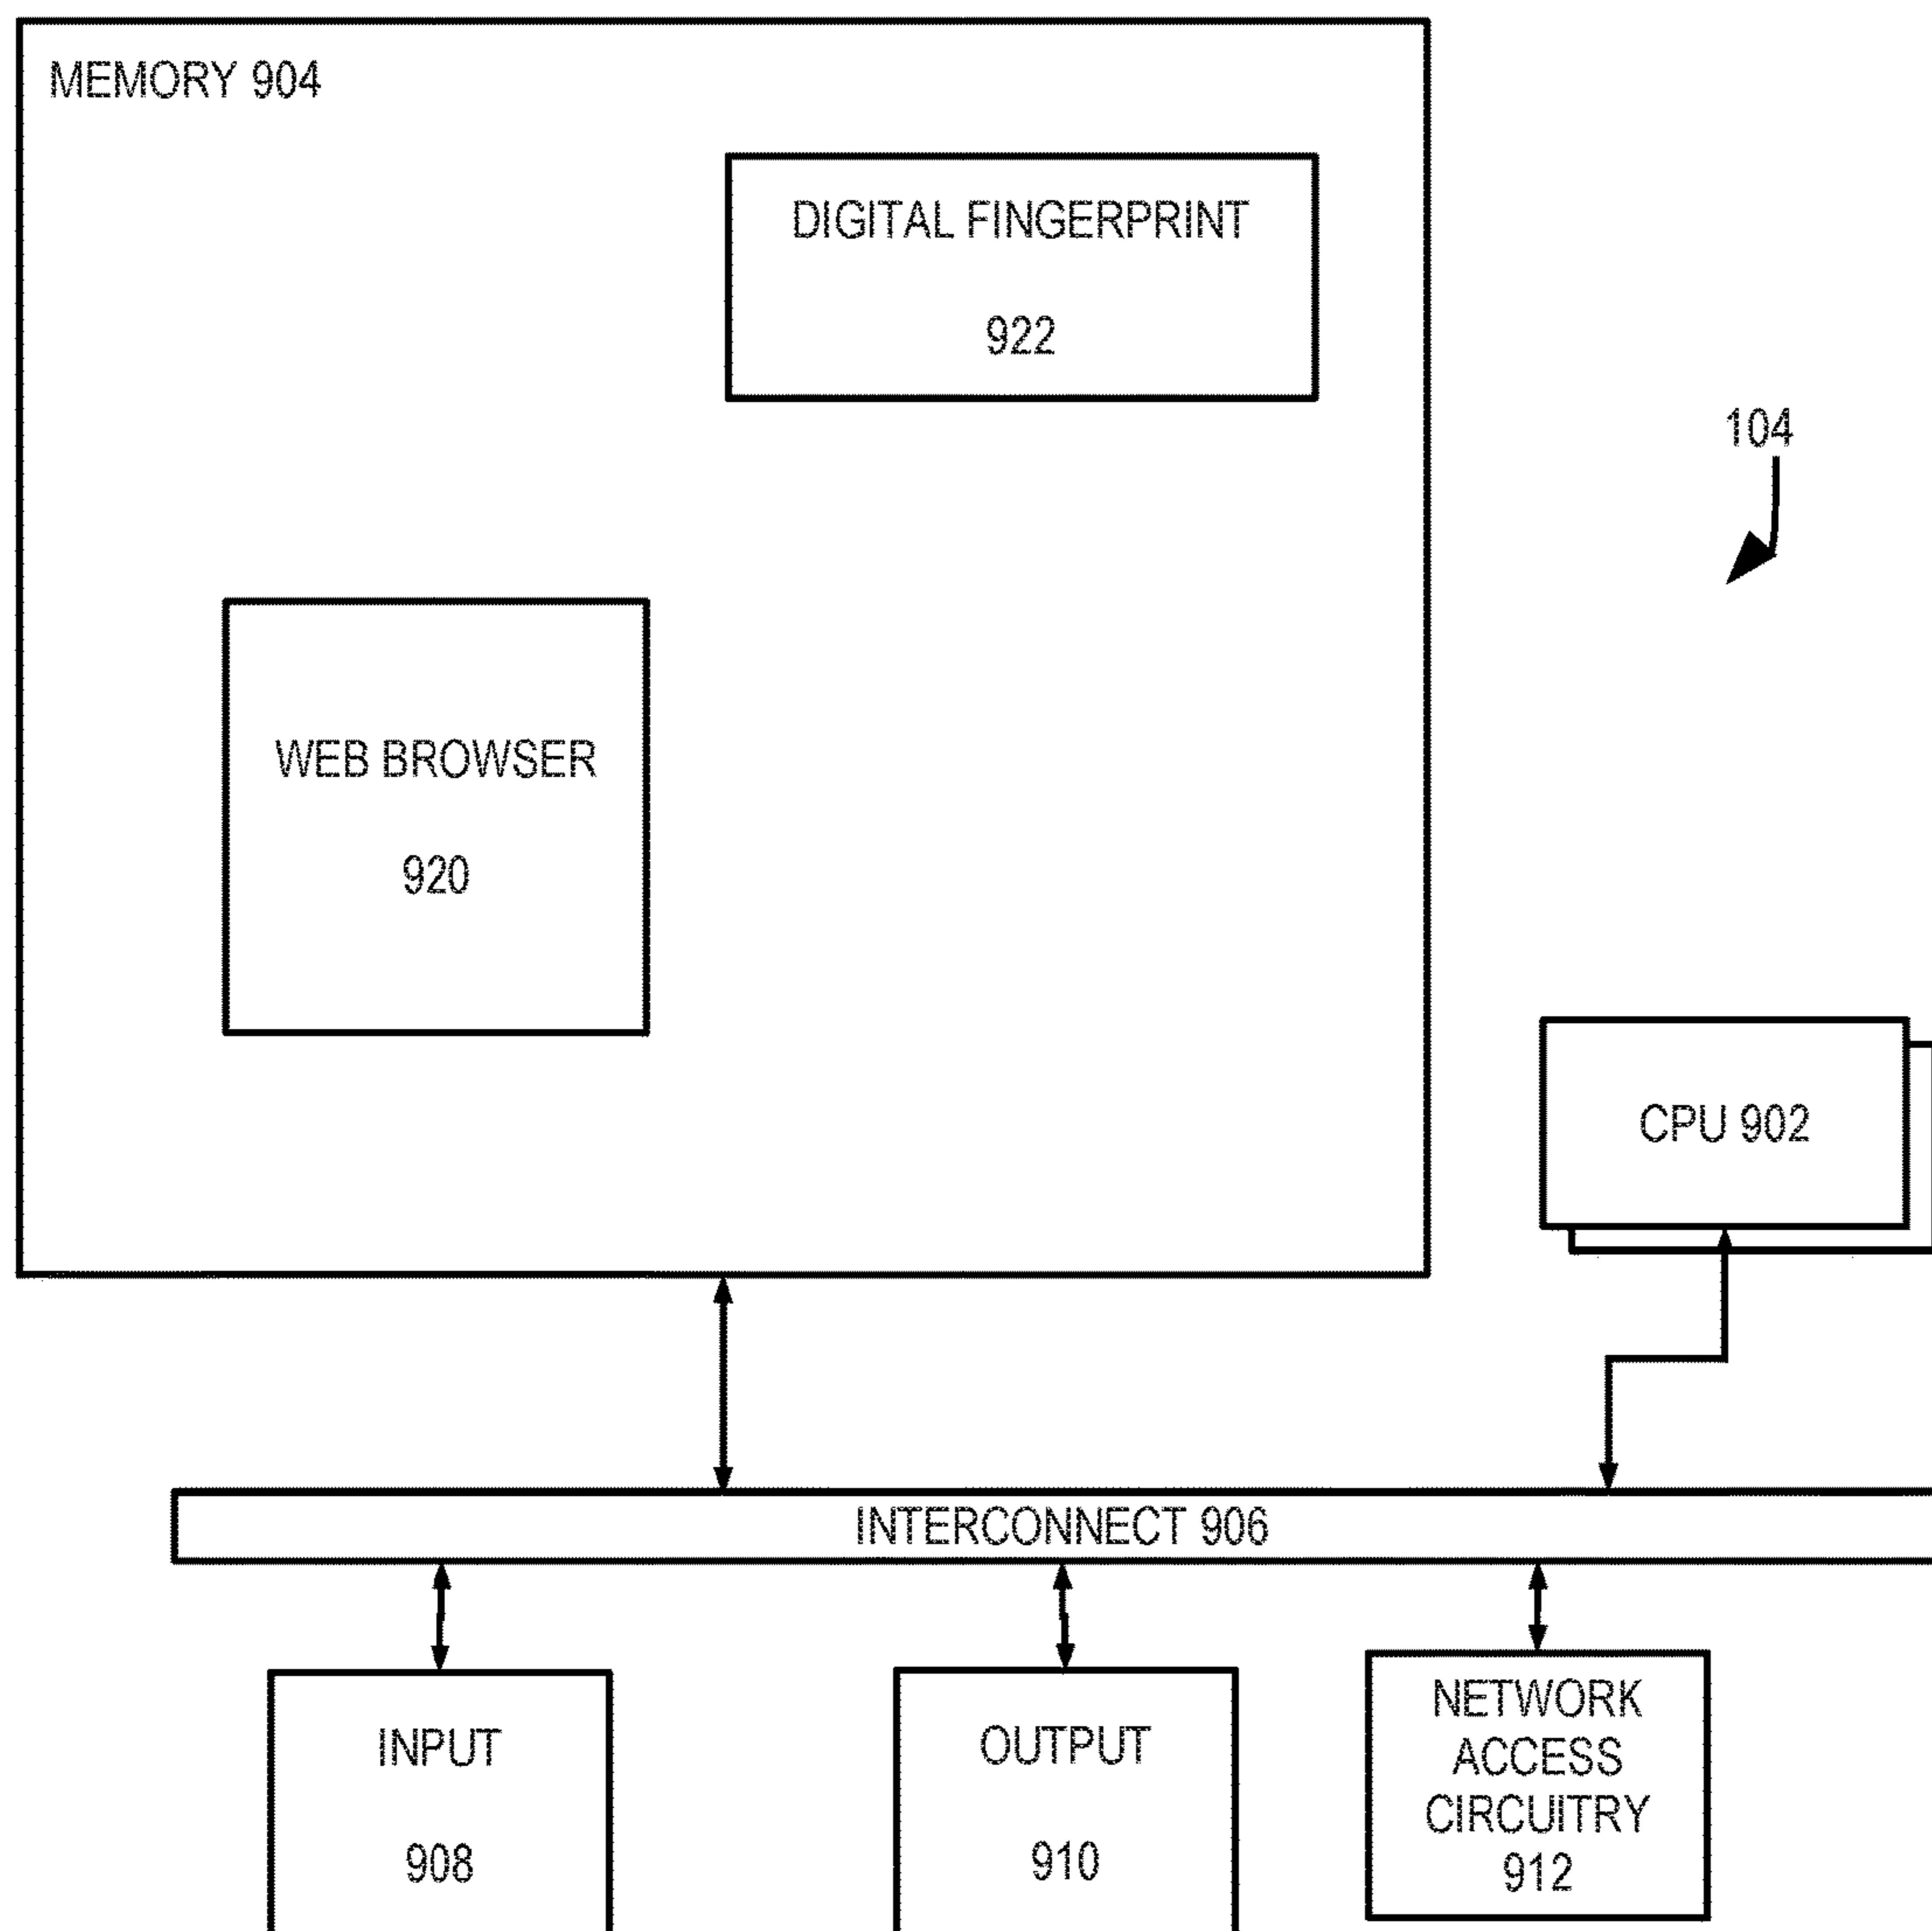 MEMORY 904
DIGITAL FINGERPRINT
922
104
WEB BROWSER
920
CPU 902
INTERCONNECT 906
INPUT
908
OUTPUT
910
NETWORK
ACCESS
CIRCUITRY
912